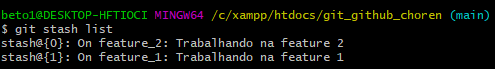 beto1@DESKTOP-HFTIOCI MINGW64 /c/xampp/htdocs/git_github_choren (main)
$ git stash list
stash@{0}: On feature_2: Trabalhando na feature 2
stash@{1}: On feature_1: Trabalhando na feature 1